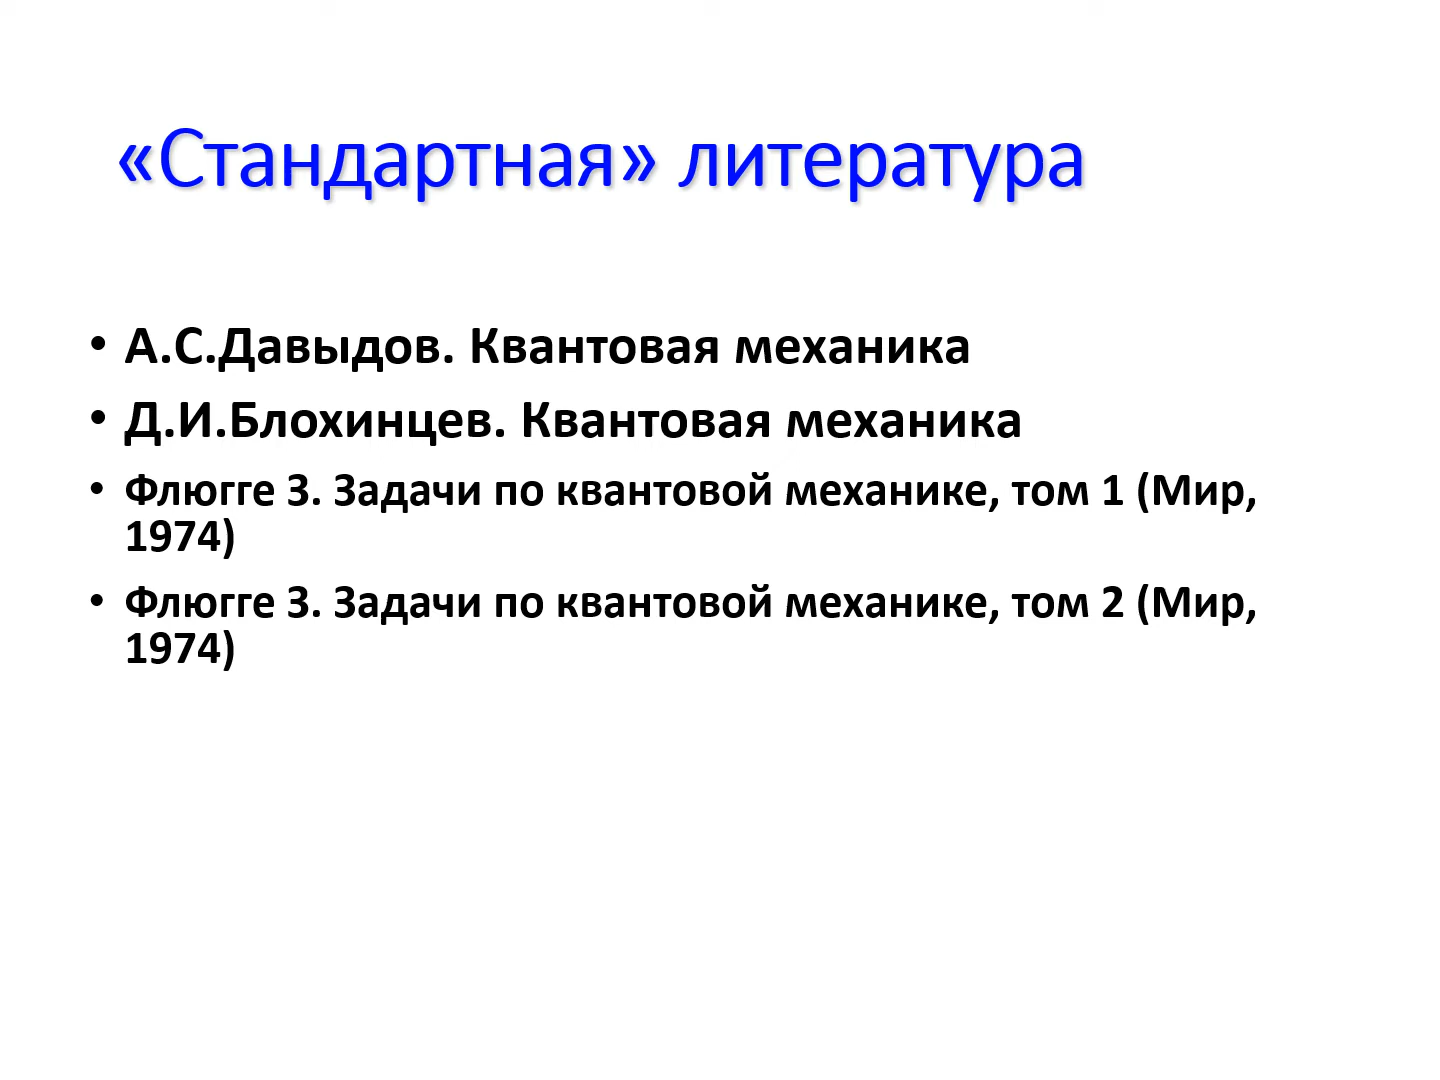 «Стандартная» литература
• А.С.Давыдов. Квантовая механика
• Д.И.Блохинцев. Квантовая механика
• Флюгге З. Задачи по квантовой механике, том 1 (Мир,
1974)
• Флюгге З. Задачи по квантовой механике, том 2 (Мир,
1974)